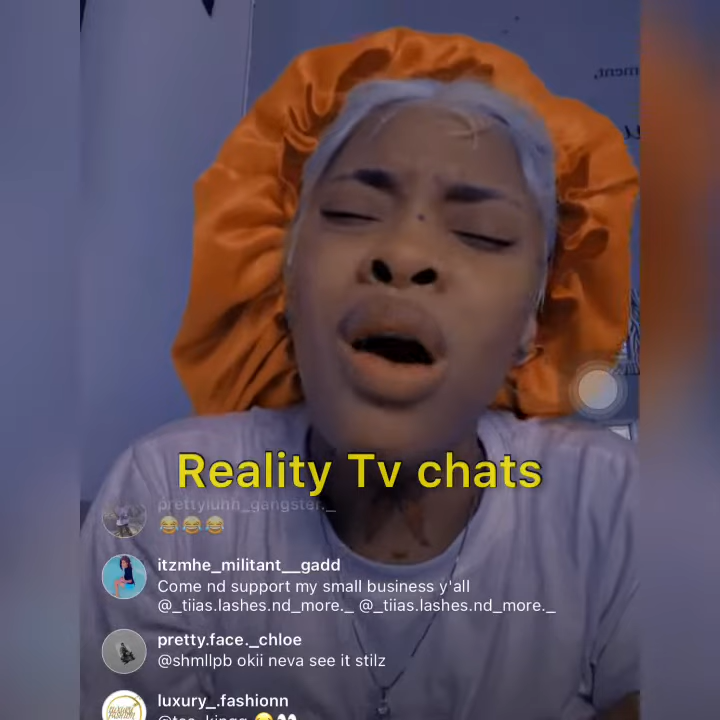 Reality Tv chats
prettyluhh_gangster._
😂😂😂
itzmhe_militant__gadd
Come nd support my small business y'all
@_tiias.lashes.nd_more._ @_tiias.lashes.nd_more._
pretty.face._chloe
@shmllpb okii neva see it stilz
luxury_.fashionn